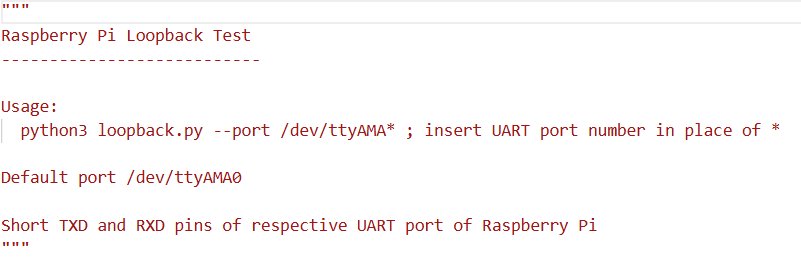 """
Raspberry Pi Loopback Test
---------------------------
Usage:
python3 loopback.py --port /dev/ttyAMA* ; insert UART port number in place of *
Default port /dev/ttyAMA0
Short TXD and RXD pins of respective UART port of Raspberry Pi
"""